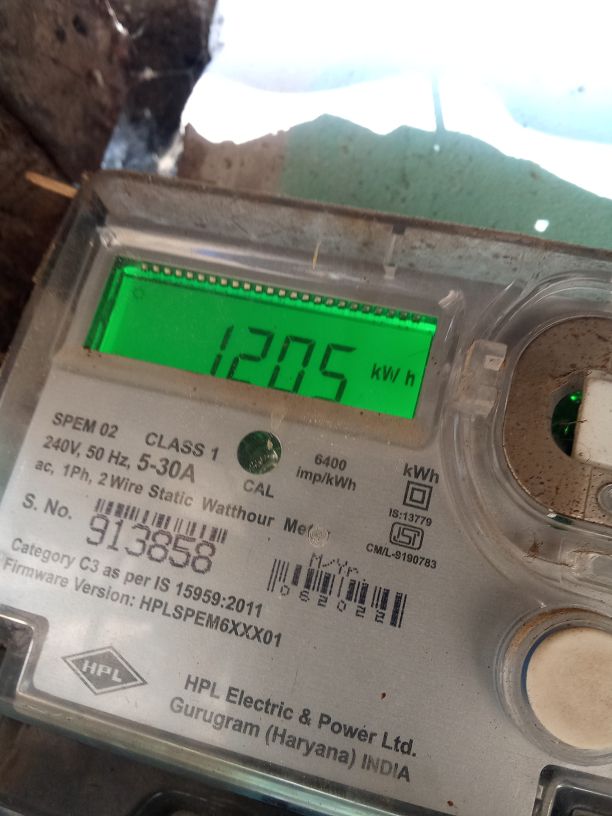 1205 kWh
SPEM 02 CLASS 1 6400 kWh
240V, 50 Hz, 5-30A CAL imp/kWh
IS:13779
ac, 1Ph, 2 Wire Static Watthour Meter
CM/L-9190783
S. No. 913858
M/Yr.
062022
Category C3 as per IS 15959:2011
Firmware Version: HPLSPEM6XXX01
HPL
HPL Electric & Power Ltd.
Gurugram (Haryana) INDIA